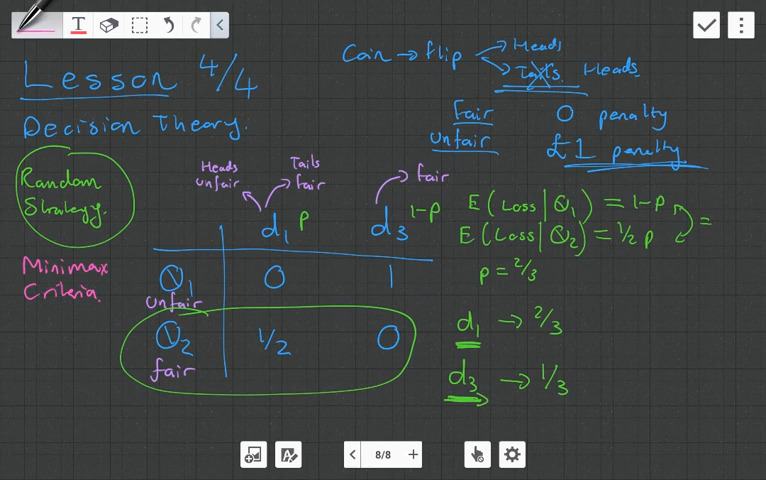 Lesson 4/4
Decision Theory.
Random
Strategy.
Minimax
Criteria.
Coin → flip
Heads
Tails Heads
Fair 0 penalty
unfair £1 penalty
Heads
unfair
Tails
fair
fair
d1 p d3 1-p
θ1 0 1
unfair
θ2 1/2 0
fair
E(Loss|θ1) = 1-p
E(Loss|θ2) = 1/2 p
=
p = 2/3
d1 → 2/3
d3 → 1/3
T
8/8